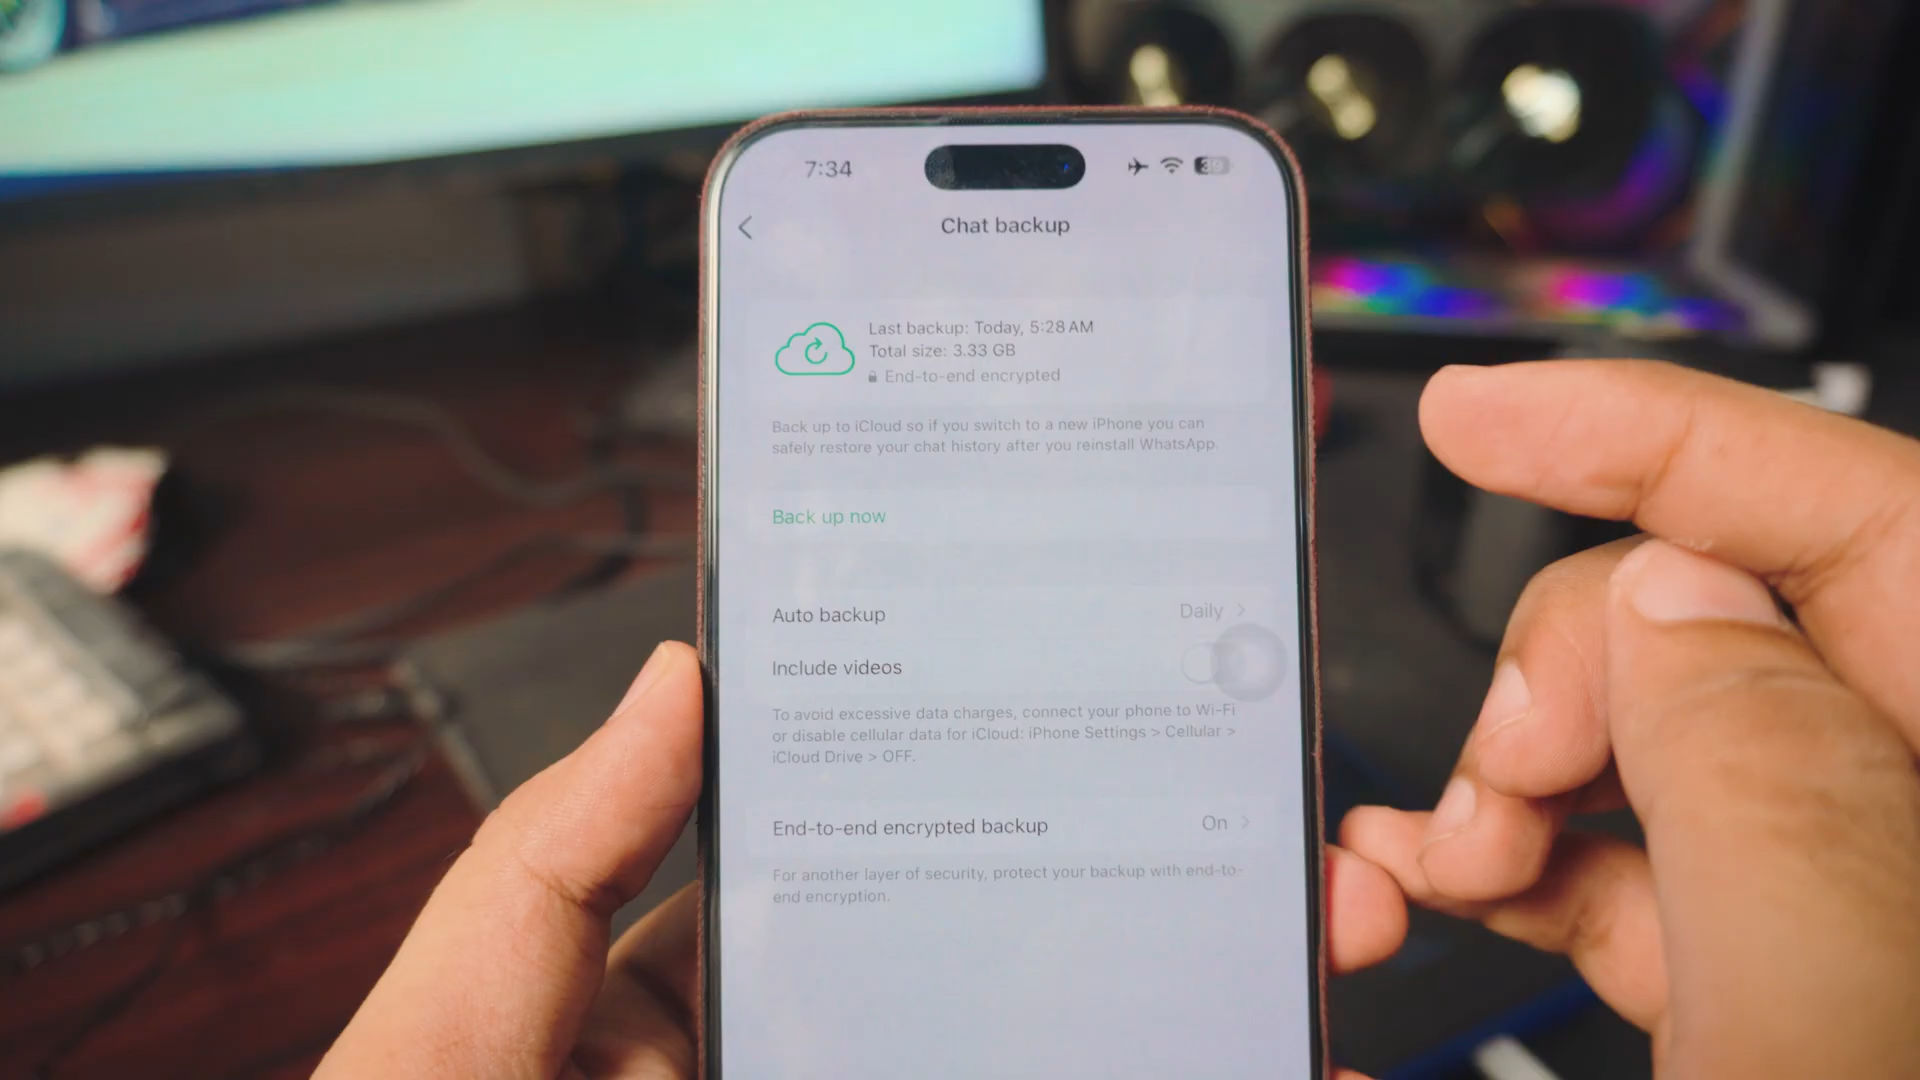 7:34
Chat backup
Last backup: Today, 5:28 AM
Total size: 3.33 GB
End-to-end encrypted
Back up to iCloud so if you switch to a new iPhone you can
safely restore your chat history after you reinstall WhatsApp.
Back up now
Auto backup
Daily
Include videos
To avoid excessive data charges, connect your phone to Wi-Fi
or disable cellular data for iCloud: iPhone Settings > Cellular >
iCloud Drive > OFF.
End-to-end encrypted backup
On
For another layer of security, protect your backup with end-to-
end encryption.